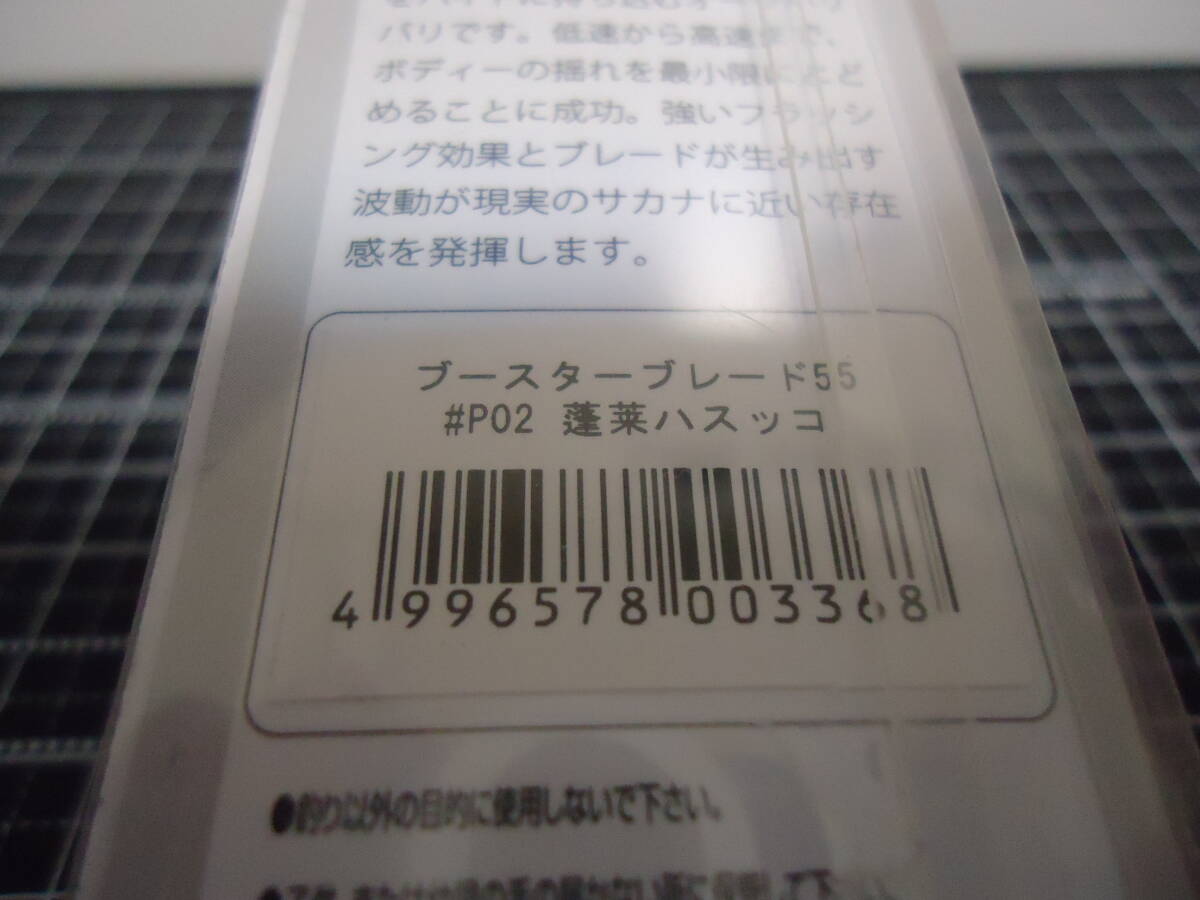 バリです。低速から高速まで、
ボディーの揺れを最小限にとど
めることに成功。強いフラッシ
ング効果とブレードが生み出す
波動が現実のサカナに近い存在
感を発揮します。
ブースターブレード55
#P02 蓬莱ハスッコ
4 996578 003368
●釣り以外の目的に使用しないで下さい。